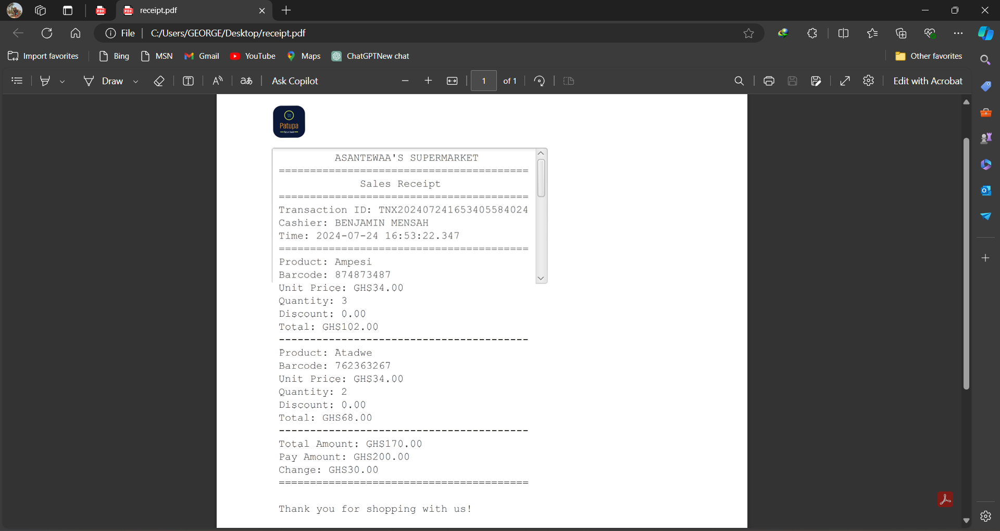 receipt.pdf
File
C:/Users/GEORGE/Desktop/receipt.pdf
Import favorites
Bing
MSN
Gmail
YouTube
Maps
ChatGPTNew chat
Other favorites
Draw
Ask Copilot
1 of 1
Edit with Acrobat
Patupa
ASANTEWAA'S SUPERMARKET
========================================
Sales Receipt
========================================
Transaction ID: TNX202407241653405584024
Cashier: BENJAMIN MENSAH
Time: 2024-07-24 16:53:22.347
========================================
Product: Ampesi
Barcode: 874873487
Unit Price: GHS34.00
Quantity: 3
Discount: 0.00
Total: GHS102.00
----------------------------------------
Product: Atadwe
Barcode: 762363267
Unit Price: GHS34.00
Quantity: 2
Discount: 0.00
Total: GHS68.00
----------------------------------------
Total Amount: GHS170.00
Pay Amount: GHS200.00
Change: GHS30.00
========================================
Thank you for shopping with us!